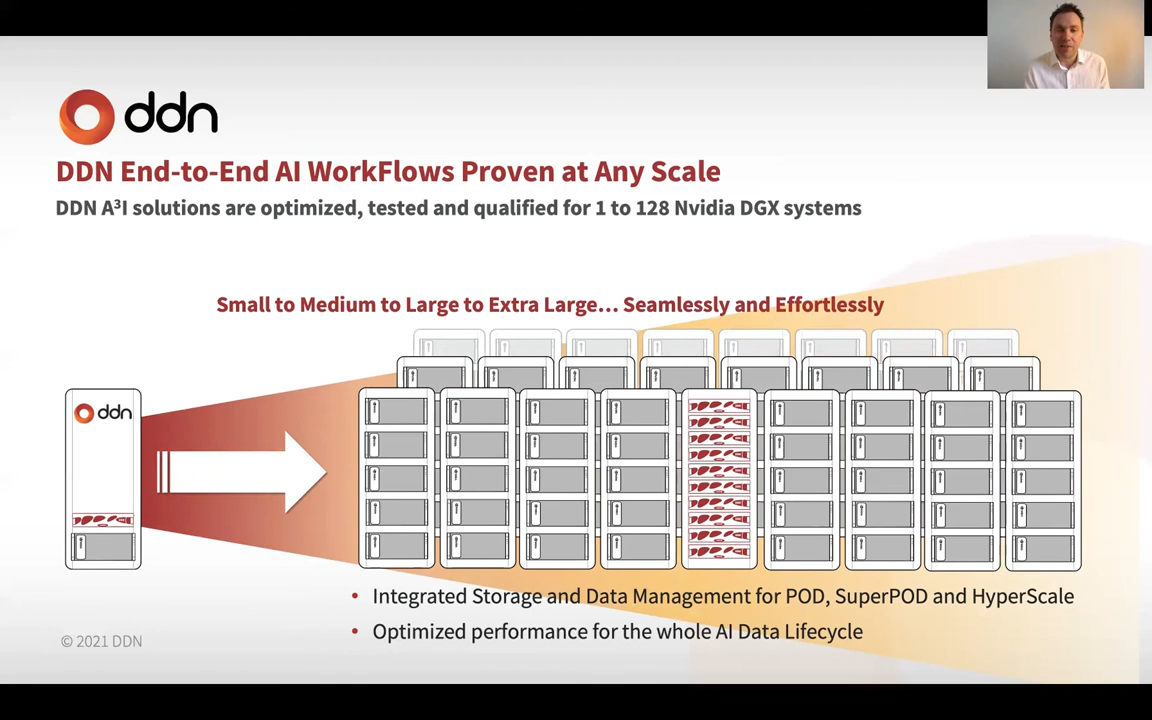 ddn
DDN End-to-End AI WorkFlows Proven at Any Scale
DDN A³I solutions are optimized, tested and qualified for 1 to 128 Nvidia DGX systems
Small to Medium to Large to Extra Large... Seamlessly and Effortlessly
ddn
• Integrated Storage and Data Management for POD, SuperPOD and HyperScale
• Optimized performance for the whole AI Data Lifecycle
© 2021 DDN